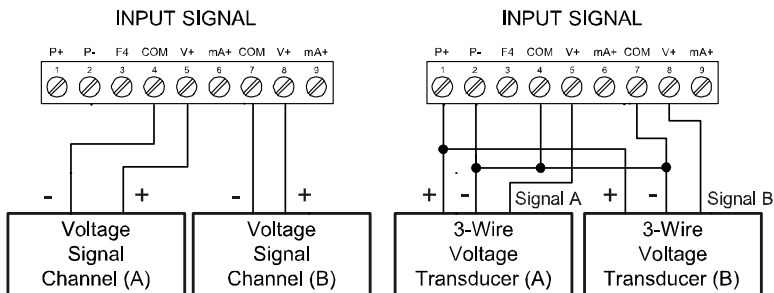 INPUT SIGNAL
P+ P- F4 COM V+ mA+ COM V+ mA+
1 2 3 4 5 6 7 8 9
- + - +
Voltage
Signal
Channel (A)
Voltage
Signal
Channel (B)
INPUT SIGNAL
P+ P- F4 COM V+ mA+ COM V+ mA+
1 2 3 4 5 6 7 8 9
+ - Signal A + - Signal B
3-Wire
Voltage
Transducer (A)
3-Wire
Voltage
Transducer (B)